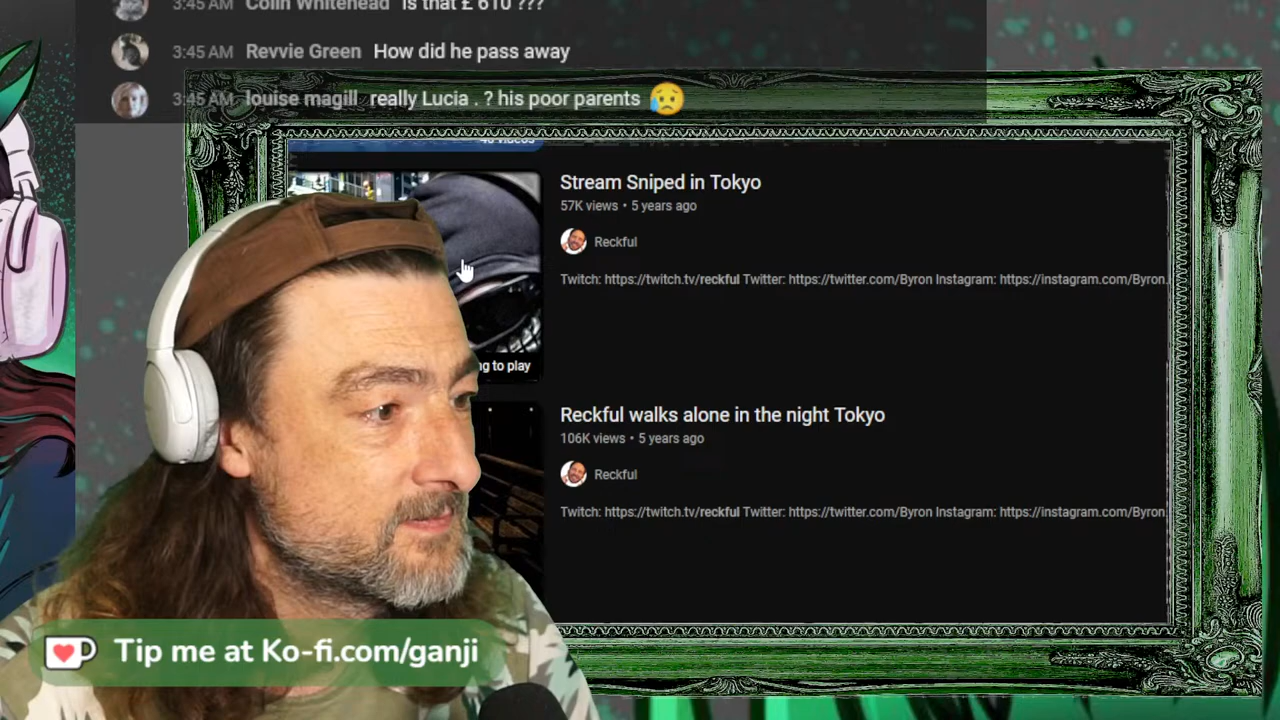 3:45 AM Colin Whitehead Is that £ 610 ???
3:45 AM Revvie Green How did he pass away
3:45 AM louise magill really Lucia . ? his poor parents 😥
videos
Stream Sniped in Tokyo
57K views • 5 years ago
Reckful
Twitch: https://twitch.tv/reckful Twitter: https://twitter.com/Byron Instagram: https://instagram.com/Byron
ng to play
Reckful walks alone in the night Tokyo
106K views • 5 years ago
Reckful
Twitch: https://twitch.tv/reckful Twitter: https://twitter.com/Byron Instagram: https://instagram.com/Byron
Tip me at Ko-fi.com/ganji